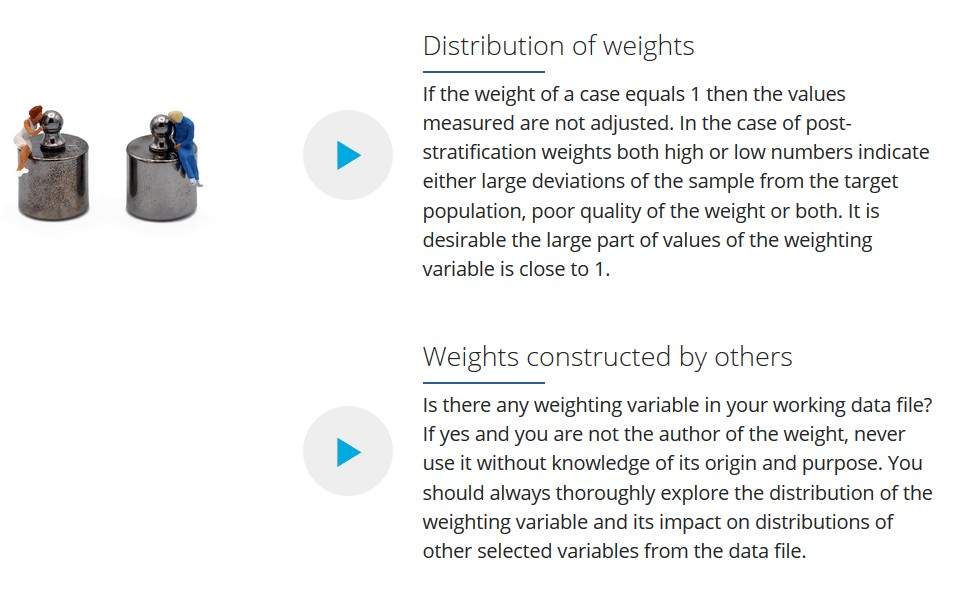 Distribution of weights
If the weight of a case equals 1 then the values
measured are not adjusted. In the case of post-
stratification weights both high or low numbers indicate
either large deviations of the sample from the target
population, poor quality of the weight or both. It is
desirable the large part of values of the weighting
variable is close to 1.
Weights constructed by others
Is there any weighting variable in your working data file?
If yes and you are not the author of the weight, never
use it without knowledge of its origin and purpose. You
should always thoroughly explore the distribution of the
weighting variable and its impact on distributions of
other selected variables from the data file.